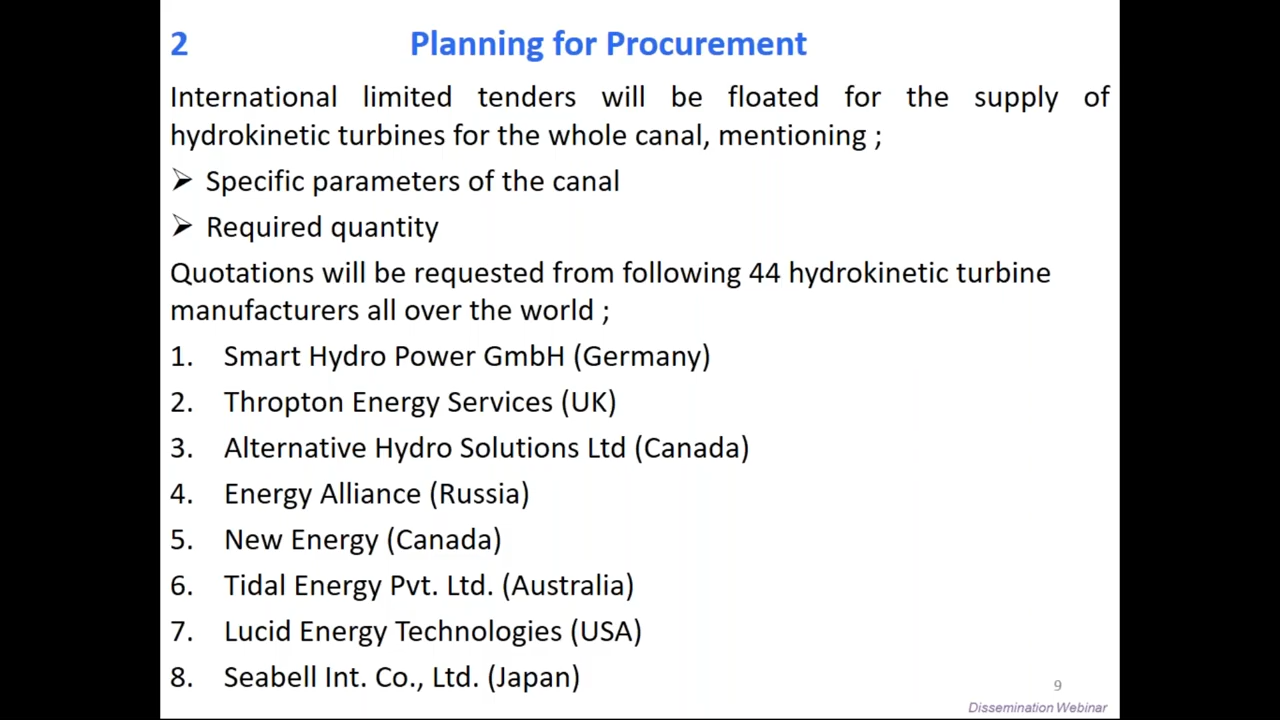 2 Planning for Procurement
International limited tenders will be floated for the supply of
hydrokinetic turbines for the whole canal, mentioning ;
➢ Specific parameters of the canal
➢ Required quantity
Quotations will be requested from following 44 hydrokinetic turbine
manufacturers all over the world ;
1. Smart Hydro Power GmbH (Germany)
2. Thropton Energy Services (UK)
3. Alternative Hydro Solutions Ltd (Canada)
4. Energy Alliance (Russia)
5. New Energy (Canada)
6. Tidal Energy Pvt. Ltd. (Australia)
7. Lucid Energy Technologies (USA)
8. Seabell Int. Co., Ltd. (Japan)
9
Dissemination Webinar